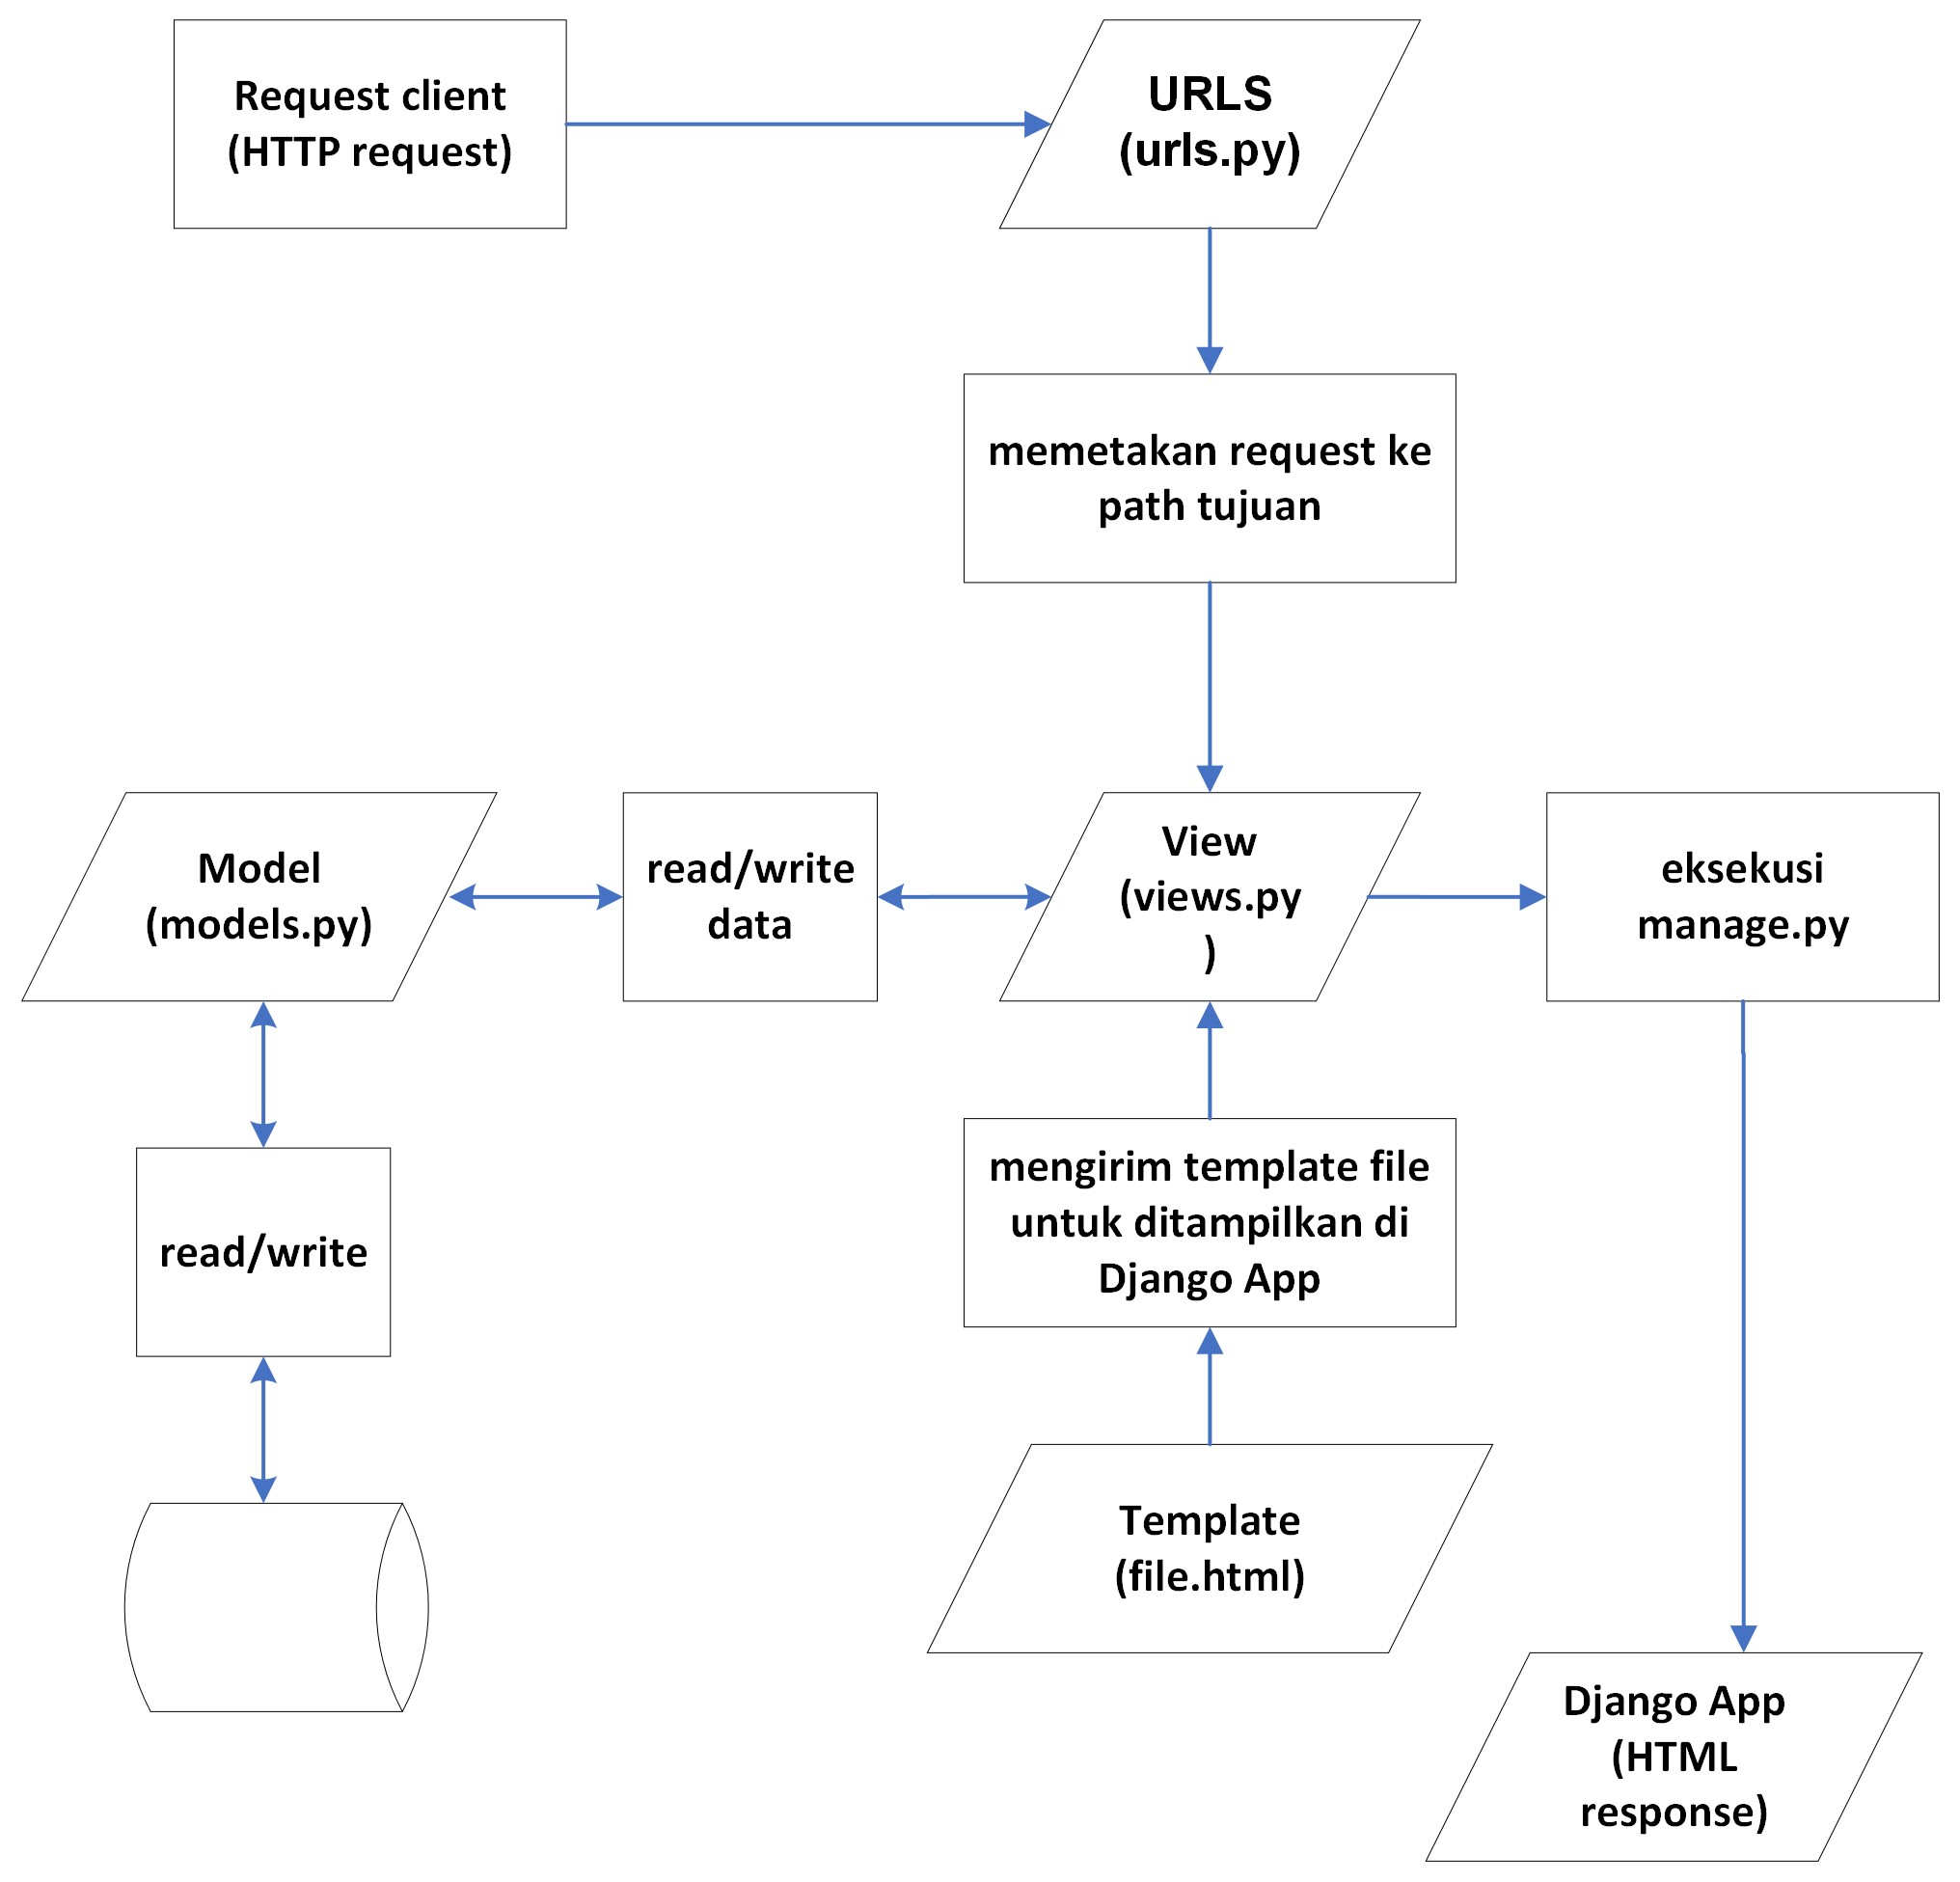 Request client
(HTTP request)
URLS
(urls.py)
memetakan request ke
path tujuan
Model
(models.py)
read/write
data
View
(views.py
)
eksekusi
manage.py
read/write
mengirim template file
untuk ditampilkan di
Django App
Template
(file.html)
Django App
(HTML
response)